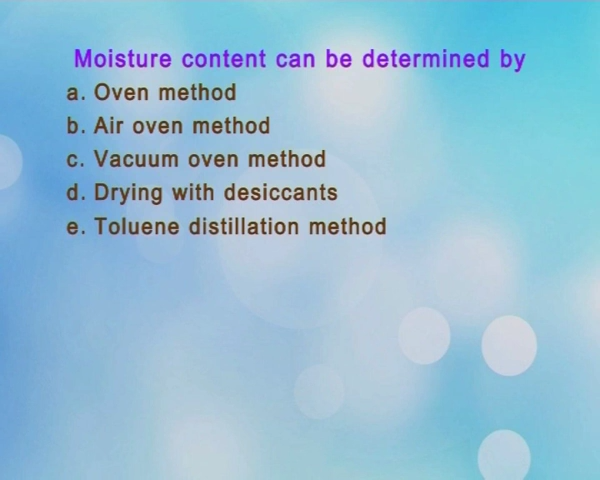 Moisture content can be determined by
a. Oven method
b. Air oven method
c. Vacuum oven method
d. Drying with desiccants
e. Toluene distillation method